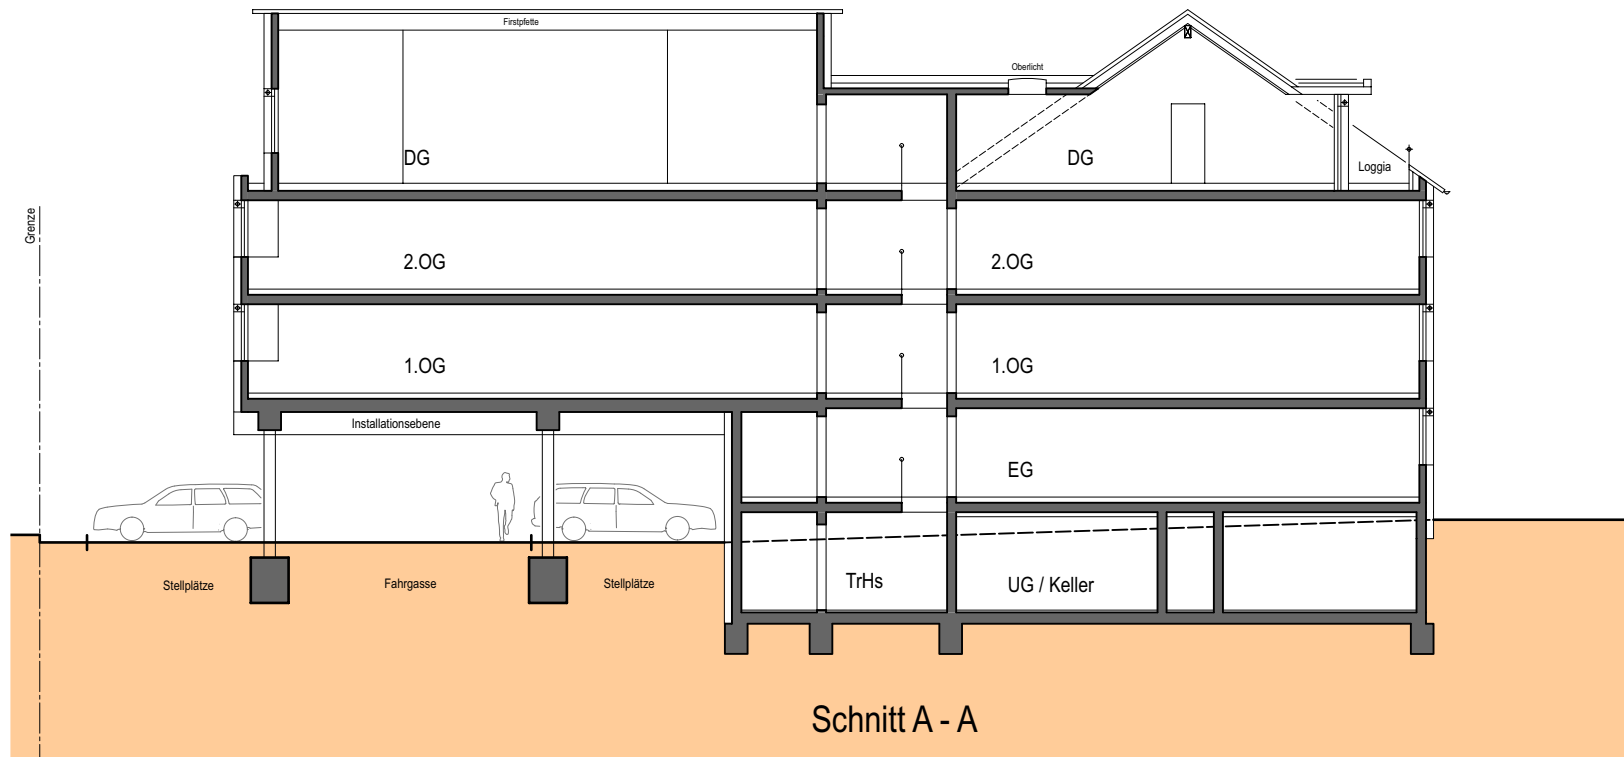 Firstpfette
Oberlicht
DG
DG
Loggia
Grenze
2.OG
2.OG
1.OG
1.OG
Installationsebene
EG
Stellplätze
Fahrgasse
Stellplätze
TrHs
UG / Keller
Schnitt A - A